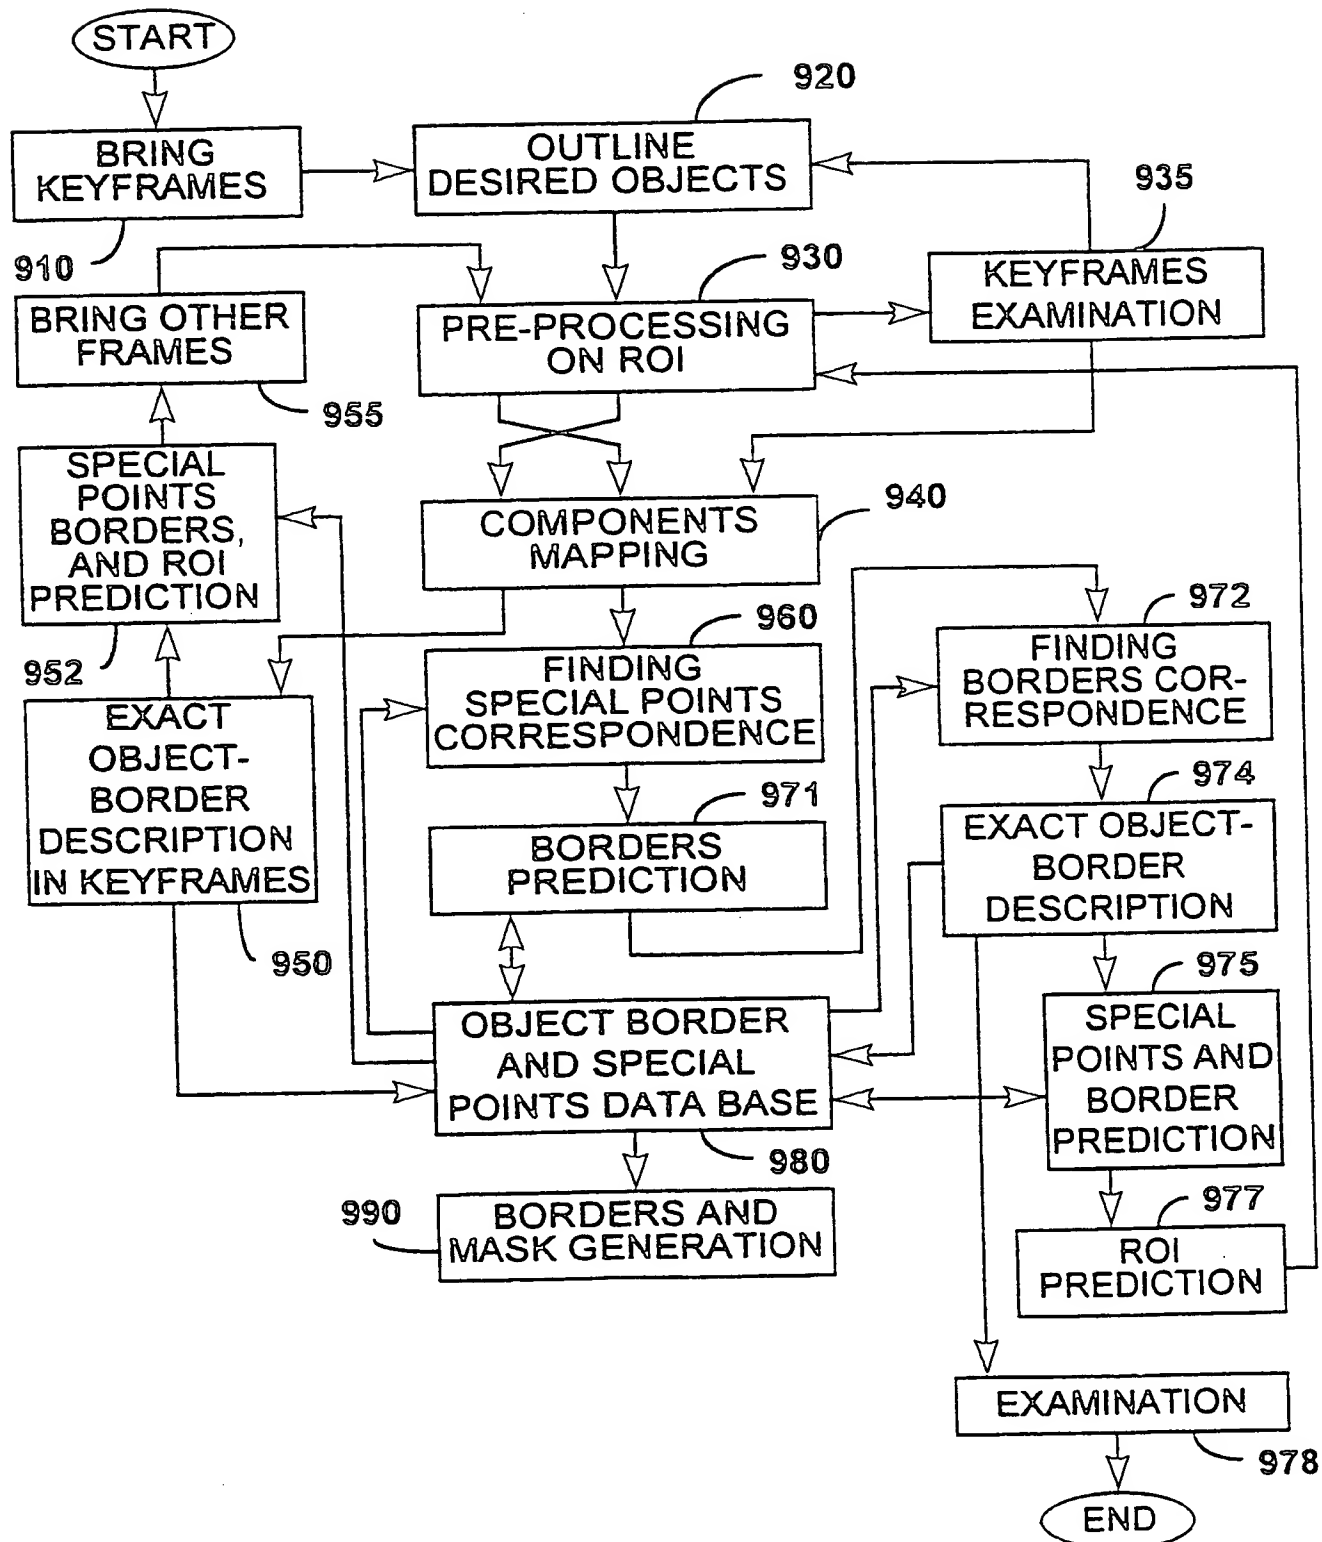 START
920
BRING
KEYFRAMES
OUTLINE
DESIRED OBJECTS
935
910
930
KEYFRAMES
EXAMINATION
BRING OTHER
FRAMES
PRE-PROCESSING
ON ROI
955
SPECIAL
POINTS
BORDERS,
AND ROI
PREDICTION
940
COMPONENTS
MAPPING
972
960
952
FINDING
SPECIAL POINTS
CORRESPONDENCE
FINDING
BORDERS COR-
RESPONDENCE
EXACT
OBJECT-
BORDER
DESCRIPTION
IN KEYFRAMES
971
974
BORDERS
PREDICTION
EXACT OBJECT-
BORDER
DESCRIPTION
950
975
OBJECT BORDER
AND SPECIAL
POINTS DATA BASE
SPECIAL
POINTS AND
BORDER
PREDICTION
980
990
BORDERS AND
MASK GENERATION
977
ROI
PREDICTION
EXAMINATION
978
END